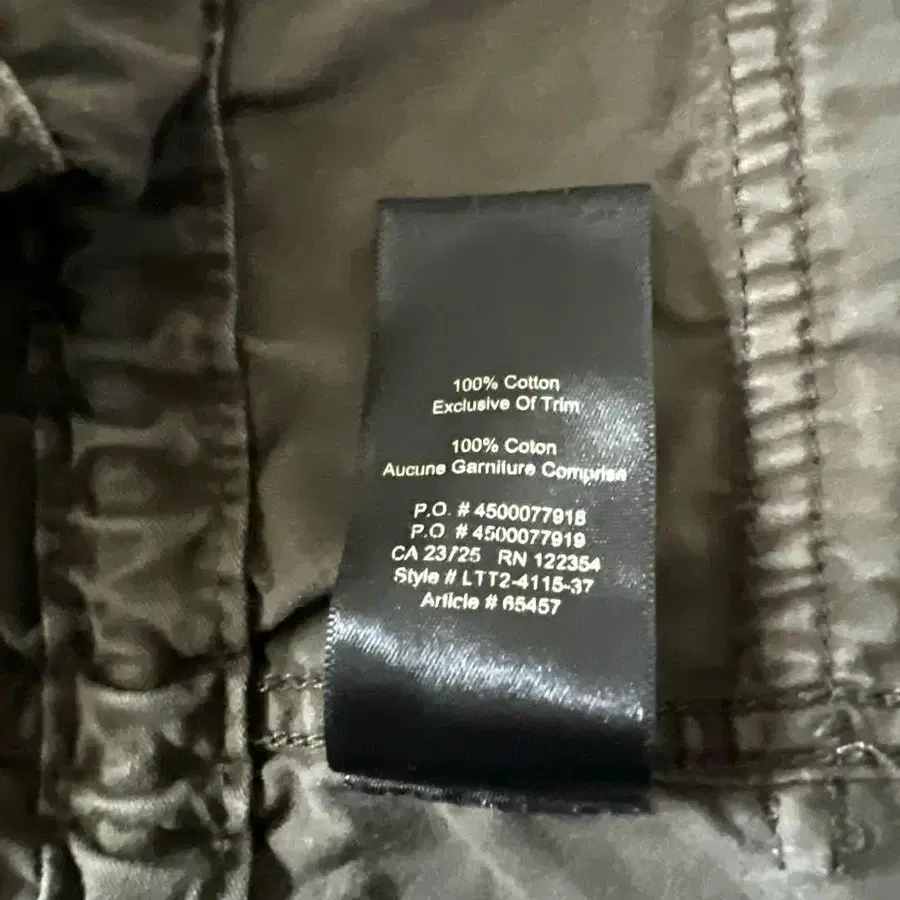 100% Cotton
Exclusive Of Trim
100% Coton
Aucune Garniture Comprise
P.O. # 4500077918
P.O. # 4500077919
CA 23725 RN 122354
Style # LTT2-4115-37
Article # 65457